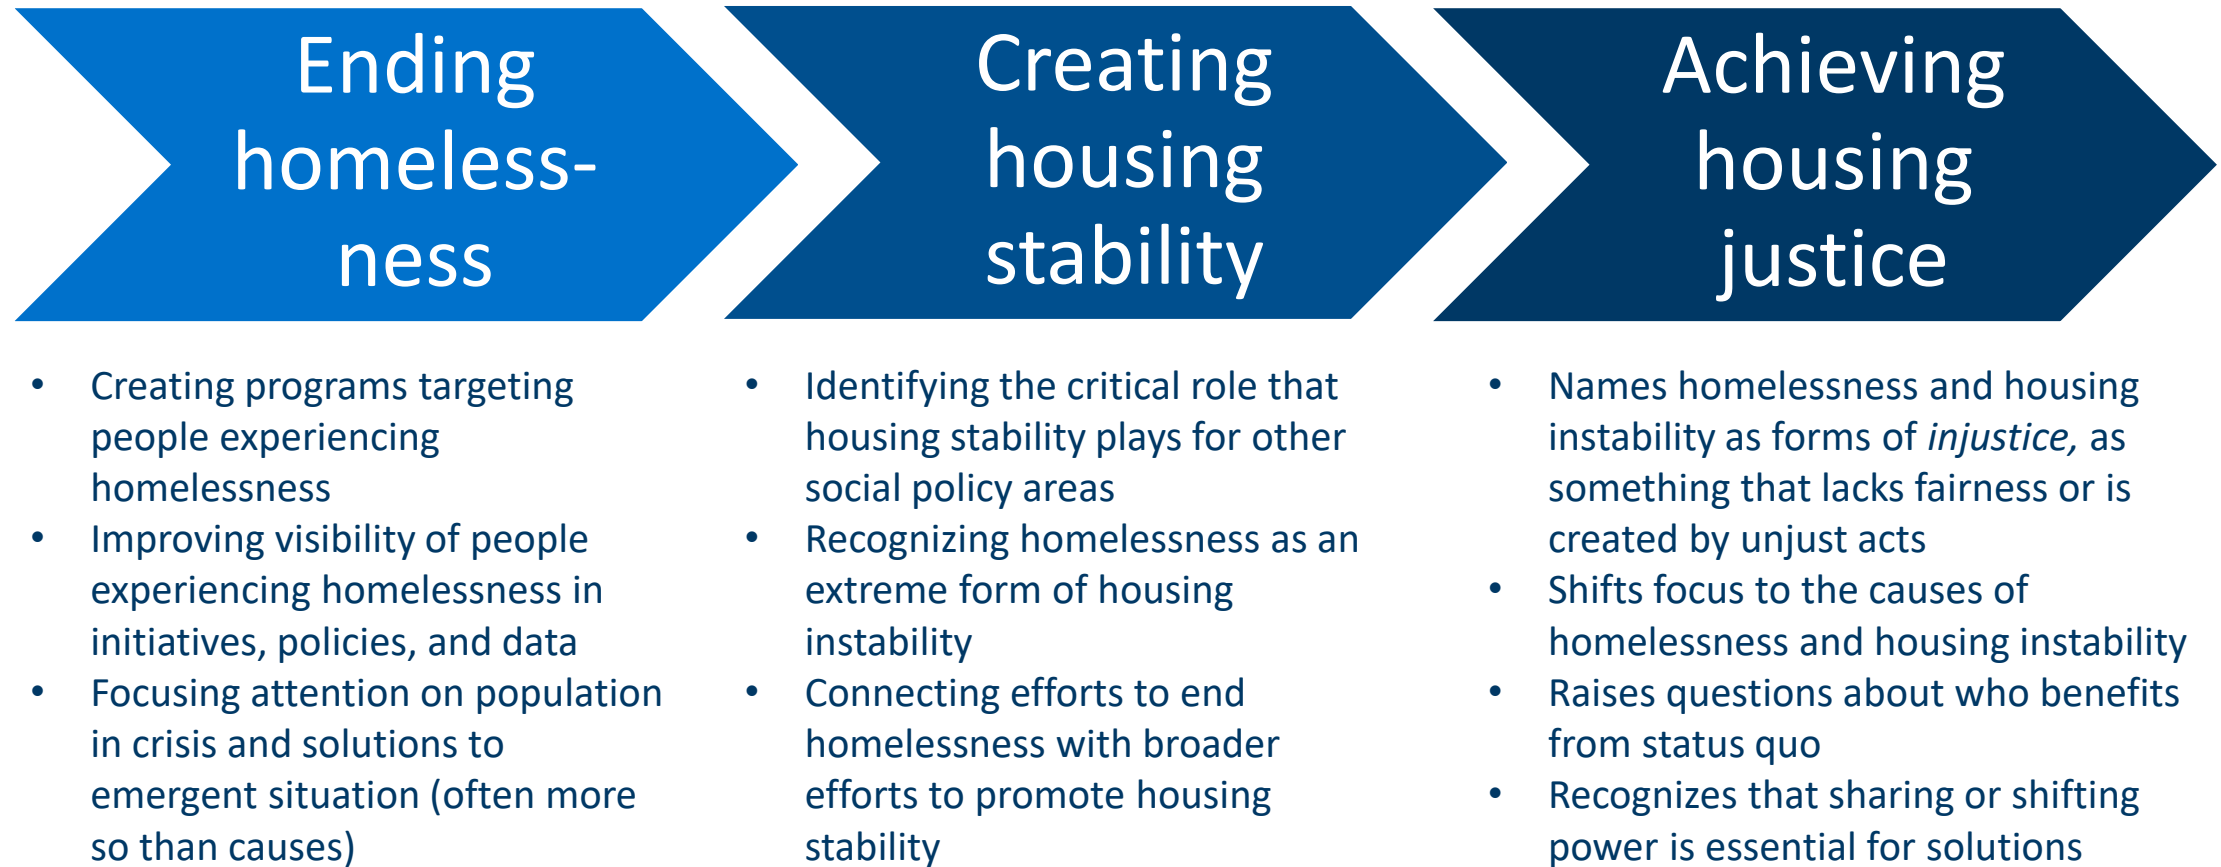 Ending
homeless-
ness
Creating
housing
stability
Achieving
housing
justice
• Creating programs targeting
people experiencing
homelessness
• Improving visibility of people
experiencing homelessness in
initiatives, policies, and data
• Focusing attention on population
in crisis and solutions to
emergent situation (often more
so than causes)
• Identifying the critical role that
housing stability plays for other
social policy areas
• Recognizing homelessness as an
extreme form of housing
instability
• Connecting efforts to end
homelessness with broader
efforts to promote housing
stability
• Names homelessness and housing
instability as forms of injustice, as
something that lacks fairness or is
created by unjust acts
• Shifts focus to the causes of
homelessness and housing instability
• Raises questions about who benefits
from status quo
• Recognizes that sharing or shifting
power is essential for solutions